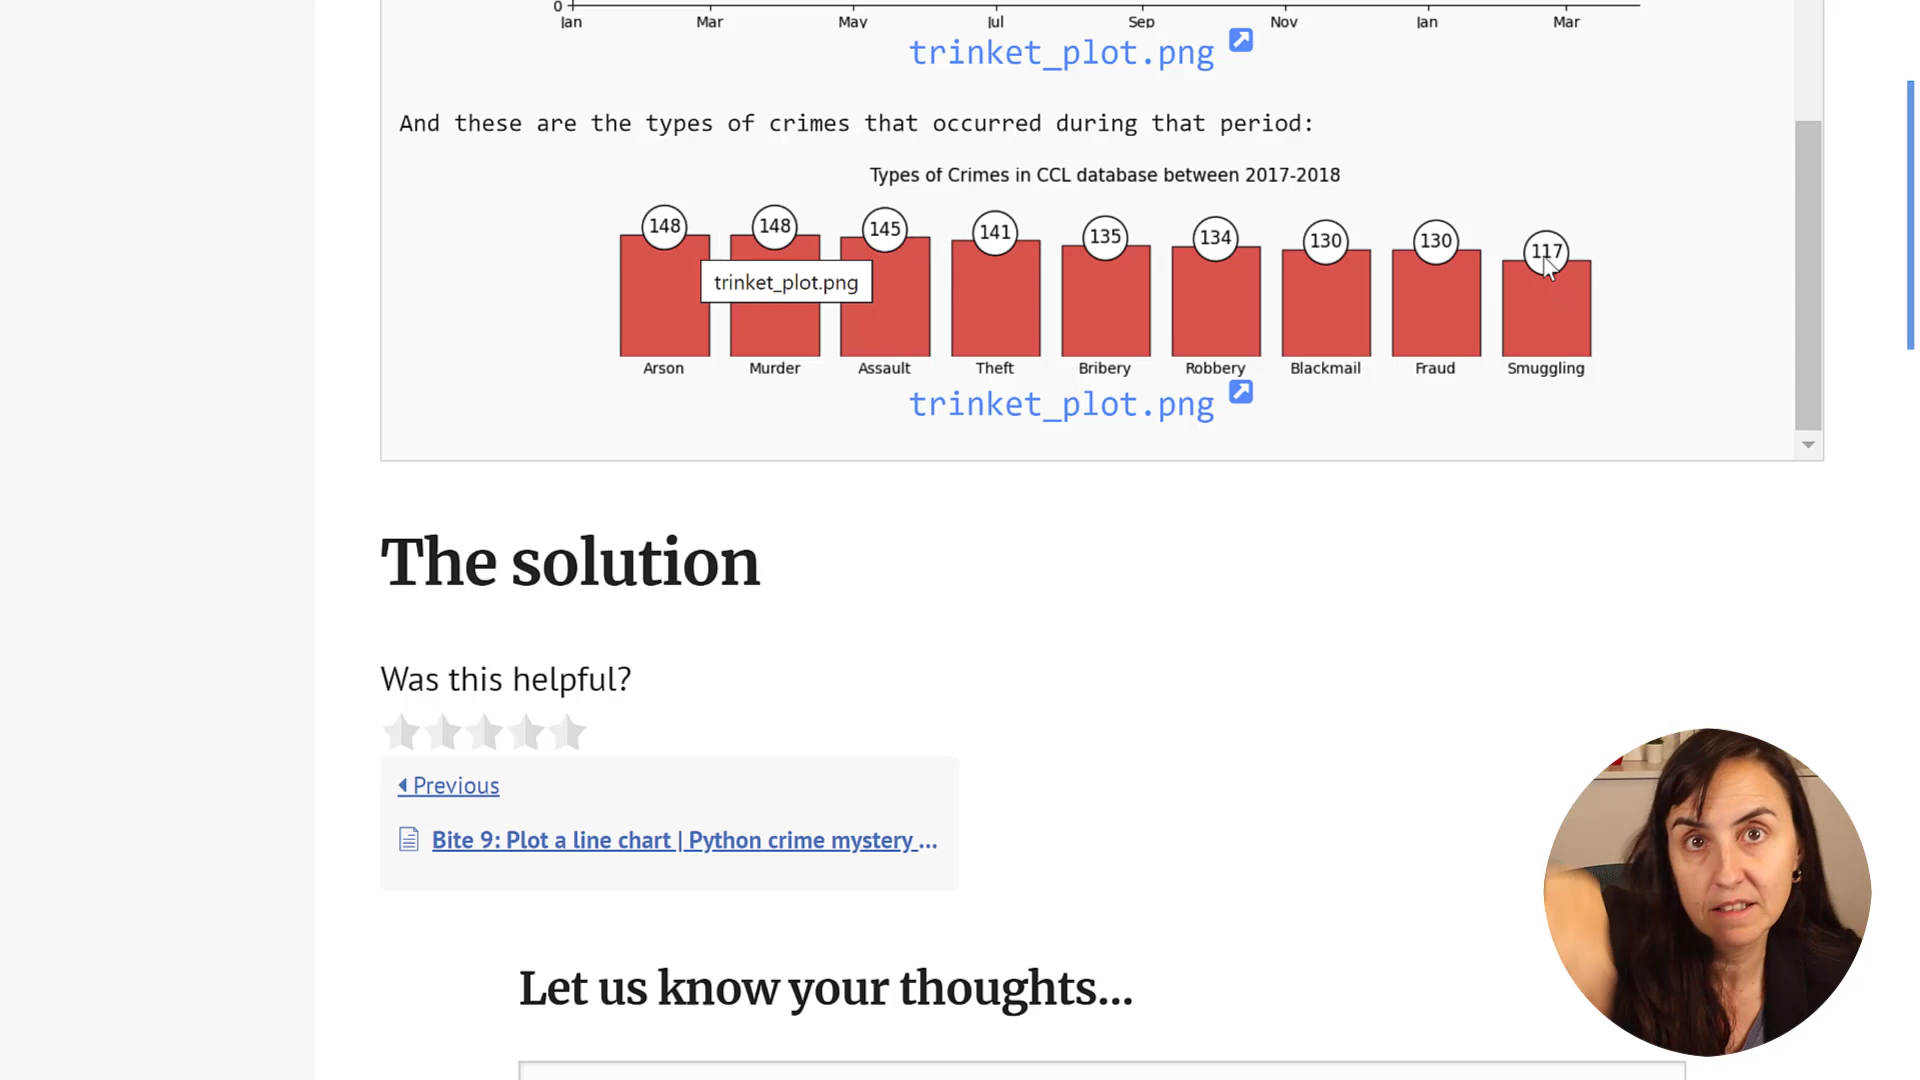 0
Jan Mar May Jul Sep Nov Jan Mar
trinket_plot.png
And these are the types of crimes that occurred during that period:
Types of Crimes in CCL database between 2017-2018
148 148 145 141 135 134 130 130 117
trinket_plot.png
Arson Murder Assault Theft Bribery Robbery Blackmail Fraud Smuggling
trinket_plot.png
The solution
Was this helpful?
Previous
Bite 9: Plot a line chart | Python crime mystery ...
Let us know your thoughts...